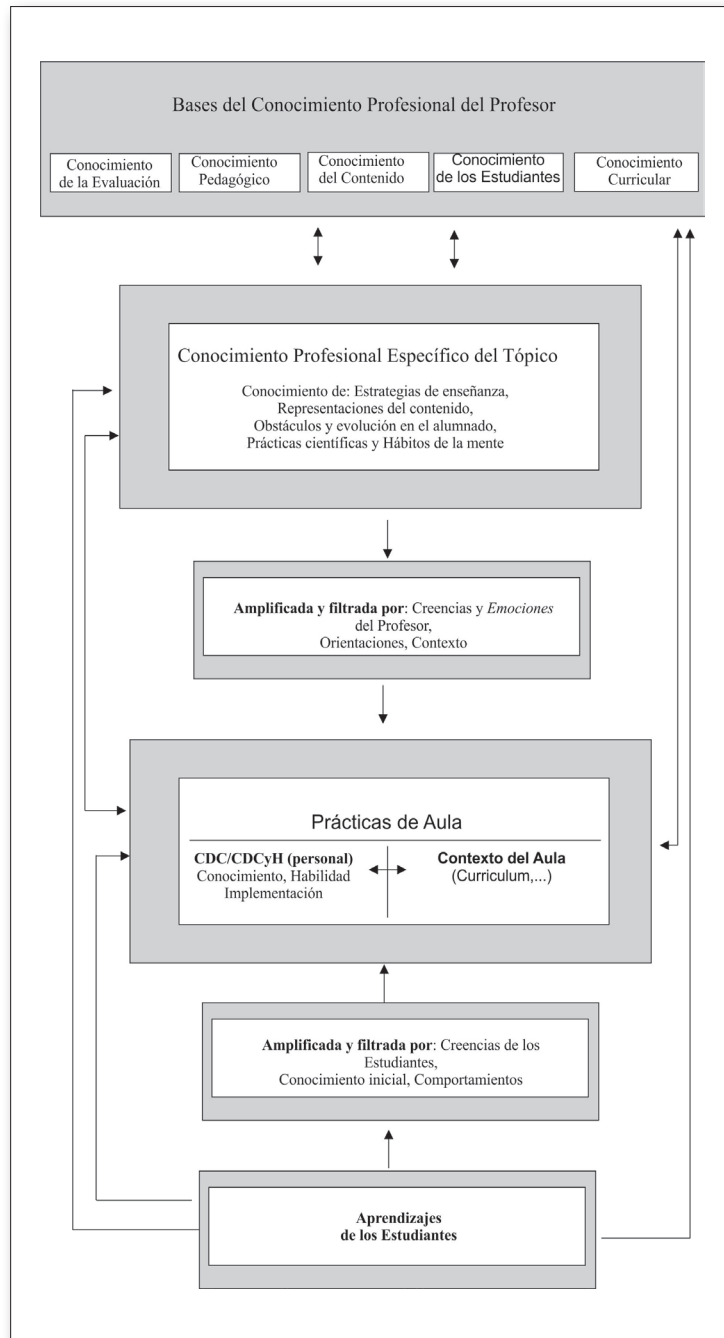 Bases del Conocimiento Profesional del Profesor
Conocimiento
de la Evaluación
Conocimiento
Pedagógico
Conocimiento
del Contenido
Conocimiento
de los Estudiantes
Conocimiento
Curricular
Conocimiento Profesional Específico del Tópico
Conocimiento de: Estrategias de enseñanza,
Representaciones del contenido,
Obstáculos y evolución en el alumnado,
Prácticas científicas y Hábitos de la mente
Amplificada y filtrada por: Creencias y Emociones
del Profesor,
Orientaciones, Contexto
Prácticas de Aula
CDC/CDCyH (personal)
Conocimiento, Habilidad
Implementación
Contexto del Aula
(Curriculum,...)
Amplificada y filtrada por: Creencias de los
Estudiantes,
Conocimiento inicial, Comportamientos
Aprendizajes
de los Estudiantes